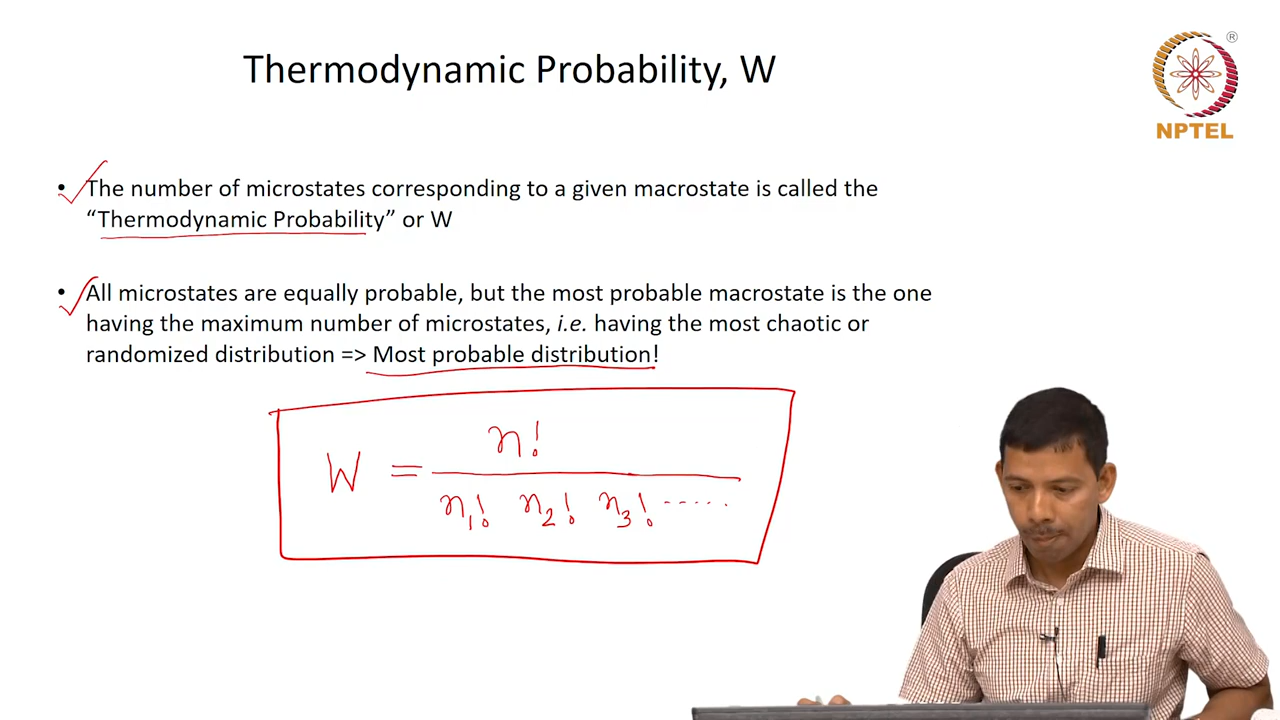 Thermodynamic Probability, W
®
NPTEL
• The number of microstates corresponding to a given macrostate is called the
“Thermodynamic Probability” or W
• All microstates are equally probable, but the most probable macrostate is the one
having the maximum number of microstates, i.e. having the most chaotic or
randomized distribution => Most probable distribution!
n!
W =
n₁! n₂! n₃! ......